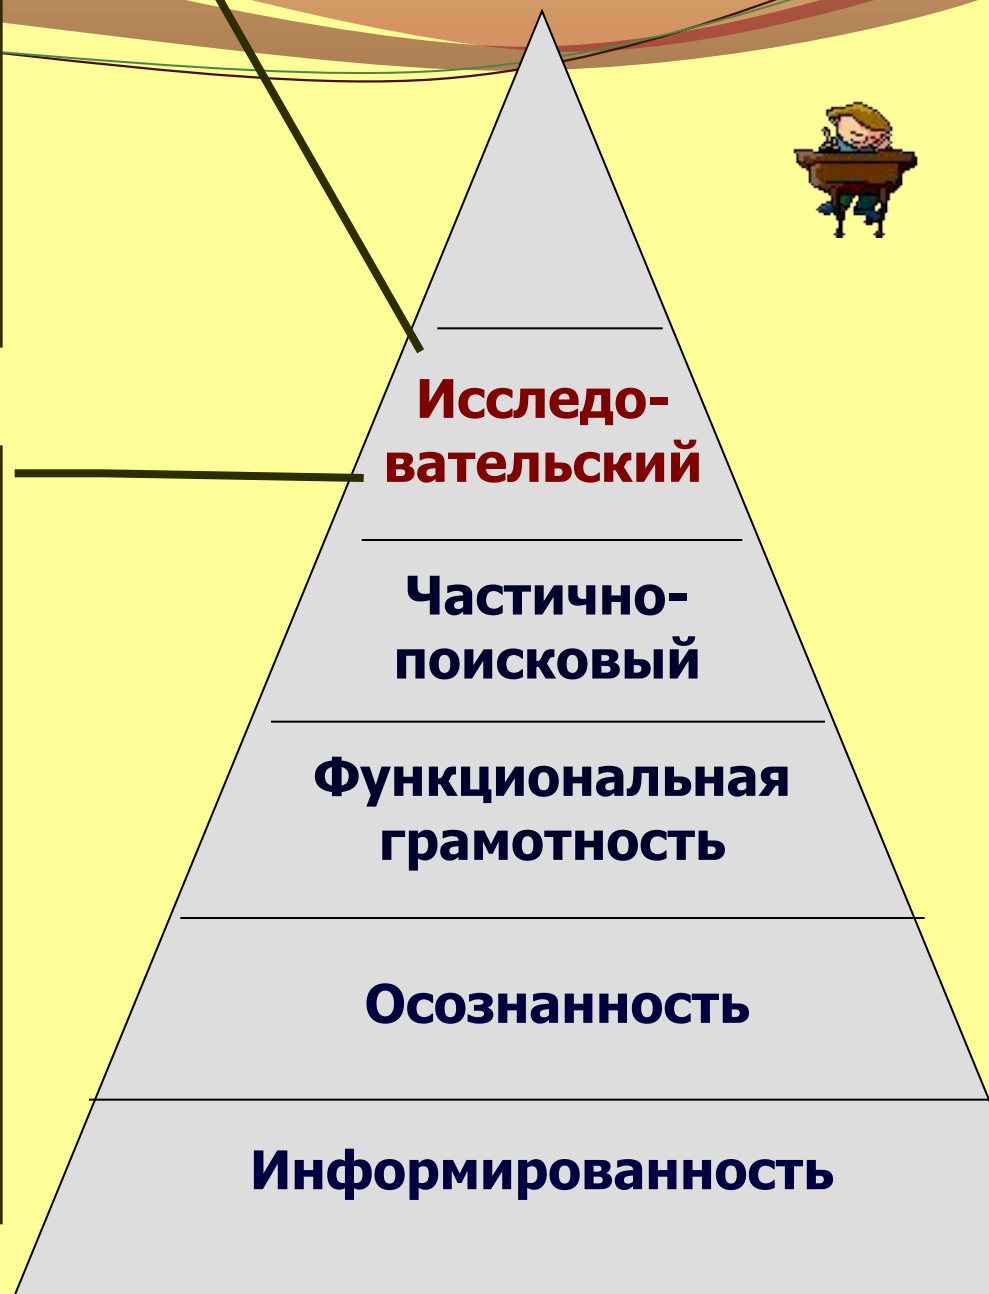 Исследо-
вательский
Частично-
поисковый
Функциональная
грамотность
Осознанность
Информированность